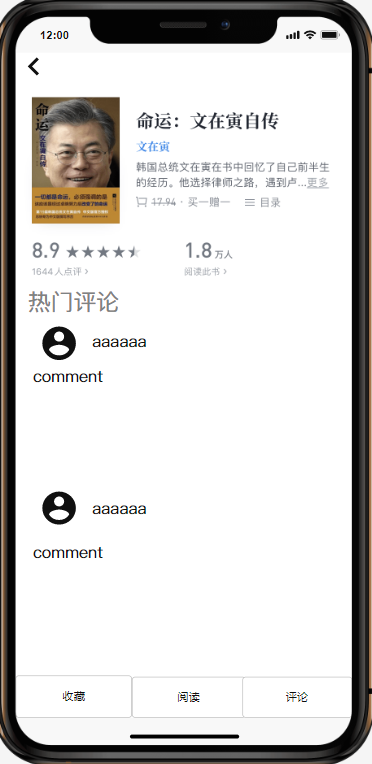 12:00
命运
文在寅自传
命运：文在寅自传
文在寅
韩国总统文在寅在书中回忆了自己前半生
的经历。他选择律师之路，遇到卢...更多
17.94 · 买一赠一 目录
8.9 1.8 万人
1644人点评 > 阅读此书 >
热门评论
aaaaaa
comment
aaaaaa
comment
收藏 阅读 评论